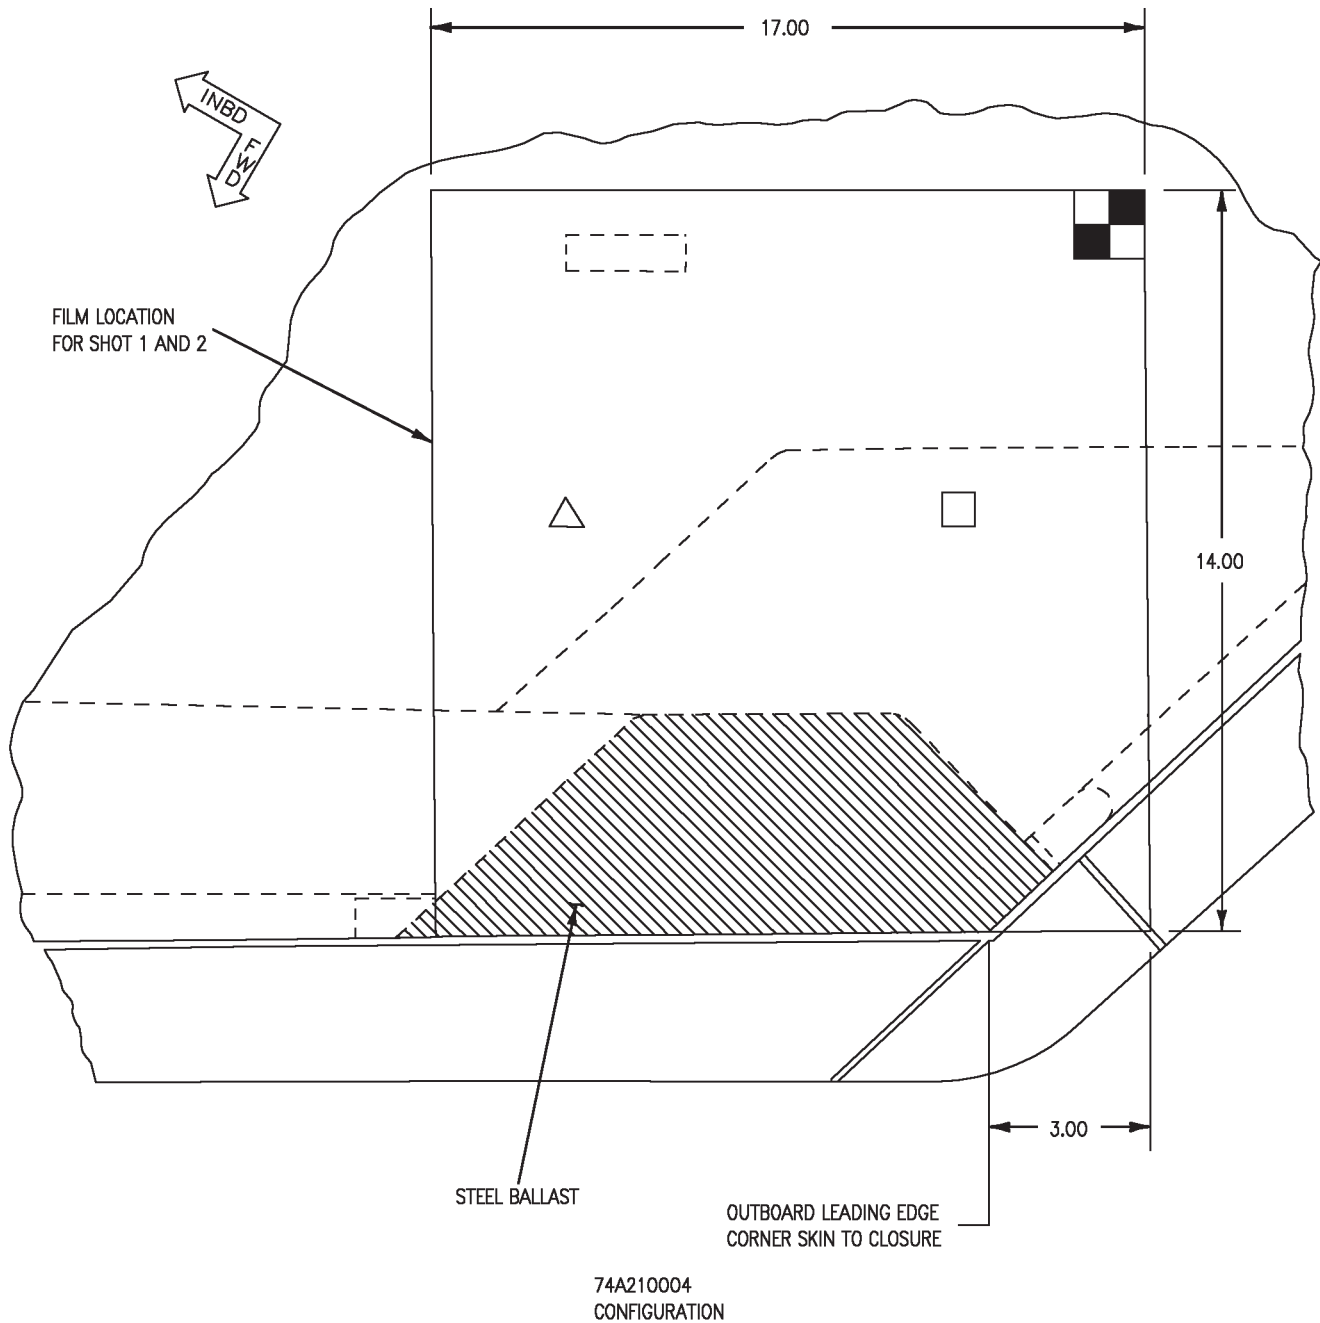 17.00
INBD
FWD
FILM LOCATION
FOR SHOT 1 AND 2
14.00
3.00
STEEL BALLAST
OUTBOARD LEADING EDGE
CORNER SKIN TO CLOSURE
74A210004
CONFIGURATION